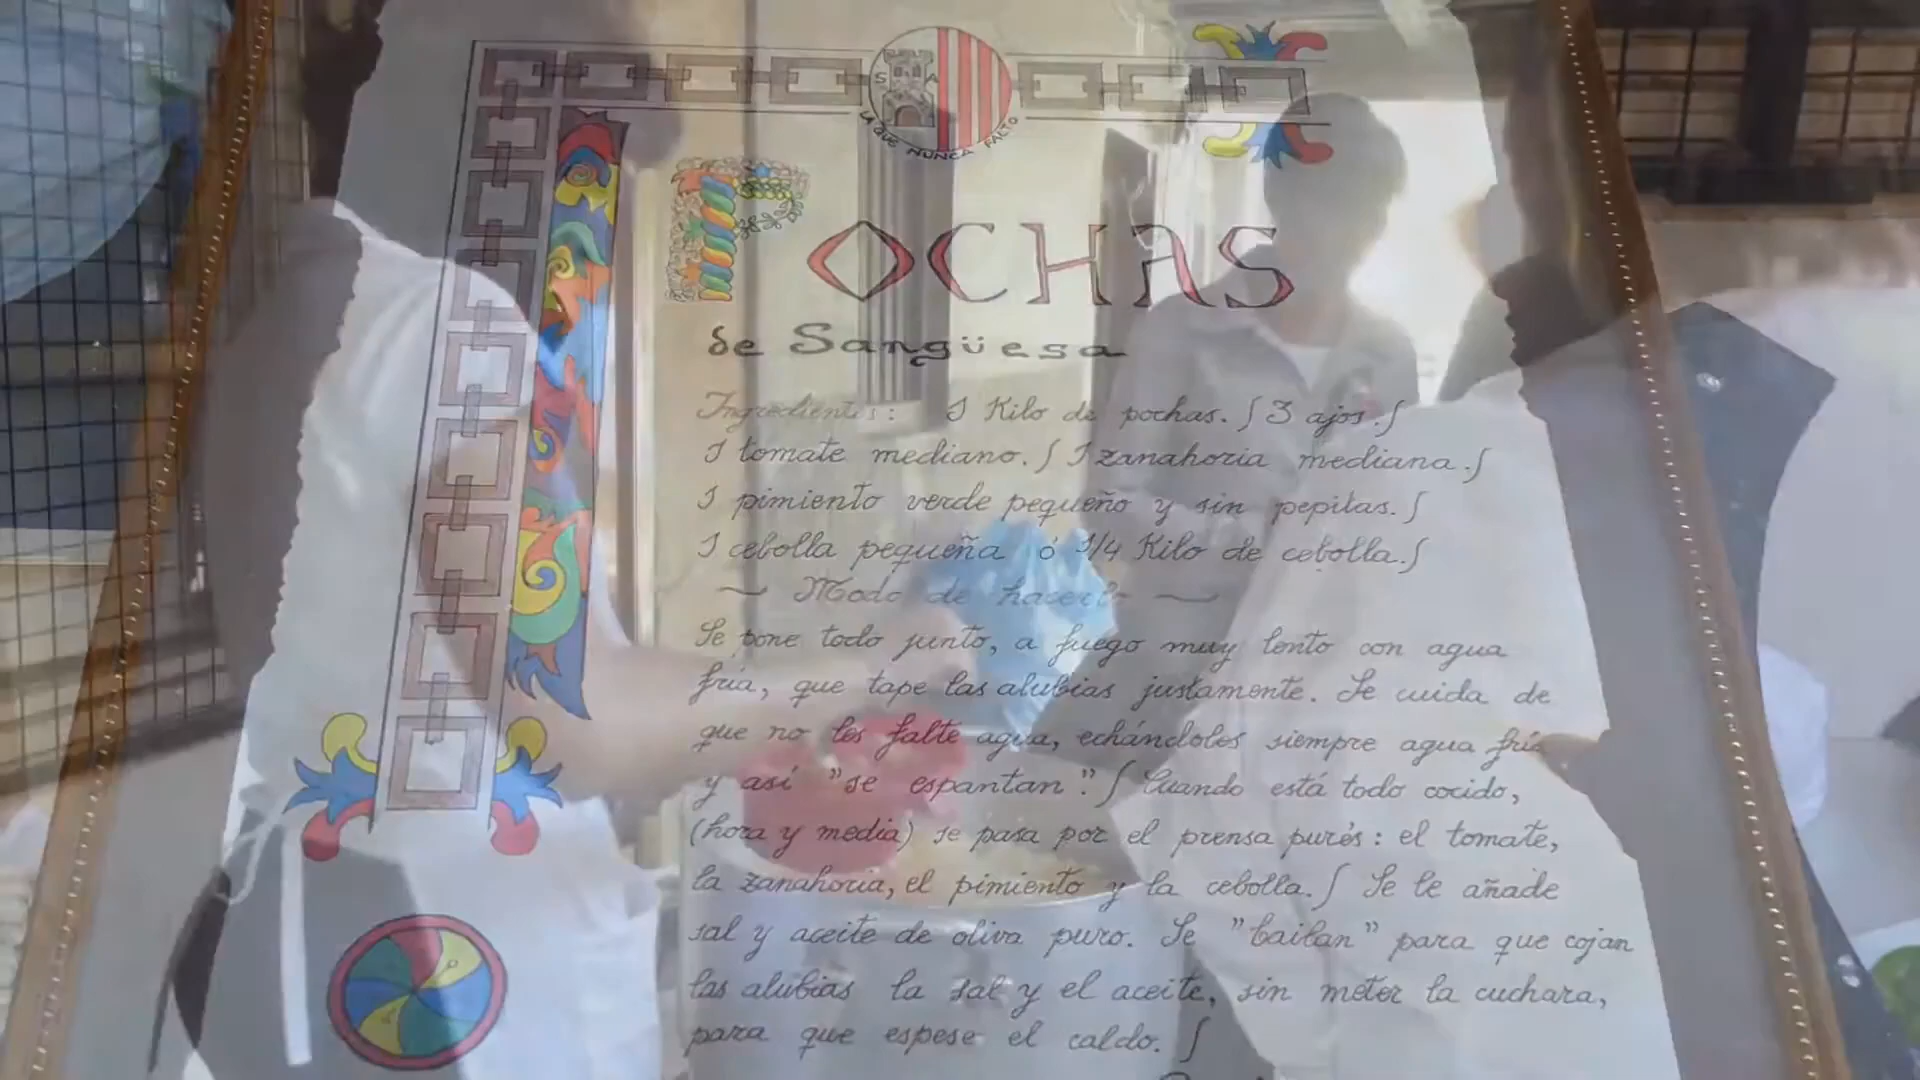 S A
LA QUE NUNCA FALTO
POCHAS
de Sangüesa
Ingredientes: 1 Kilo de pochas. ∫ 3 ajos. ∫
1 tomate mediano. ∫ 1 zanahoria mediana. ∫
1 pimiento verde pequeño y sin pepitas. ∫
1 cebolla pequeña ó 1/4 Kilo de cebolla. ∫
~ Modo de hacerlo ~
Se pone todo junto, a fuego muy lento con agua
fría, que tape las alubias justamente. Se cuida de
que no les falte agua, echándoles siempre agua fría
y así "se espantan". ∫ Cuando está todo cocido,
(hora y media) se pasa por el prensa purés: el tomate,
la zanahoria, el pimiento y la cebolla. ∫ Se le añade
sal y aceite de oliva puro. Se "bailan" para que cojan
las alubias la sal y el aceite, sin meter la cuchara,
para que espese el caldo. ∫